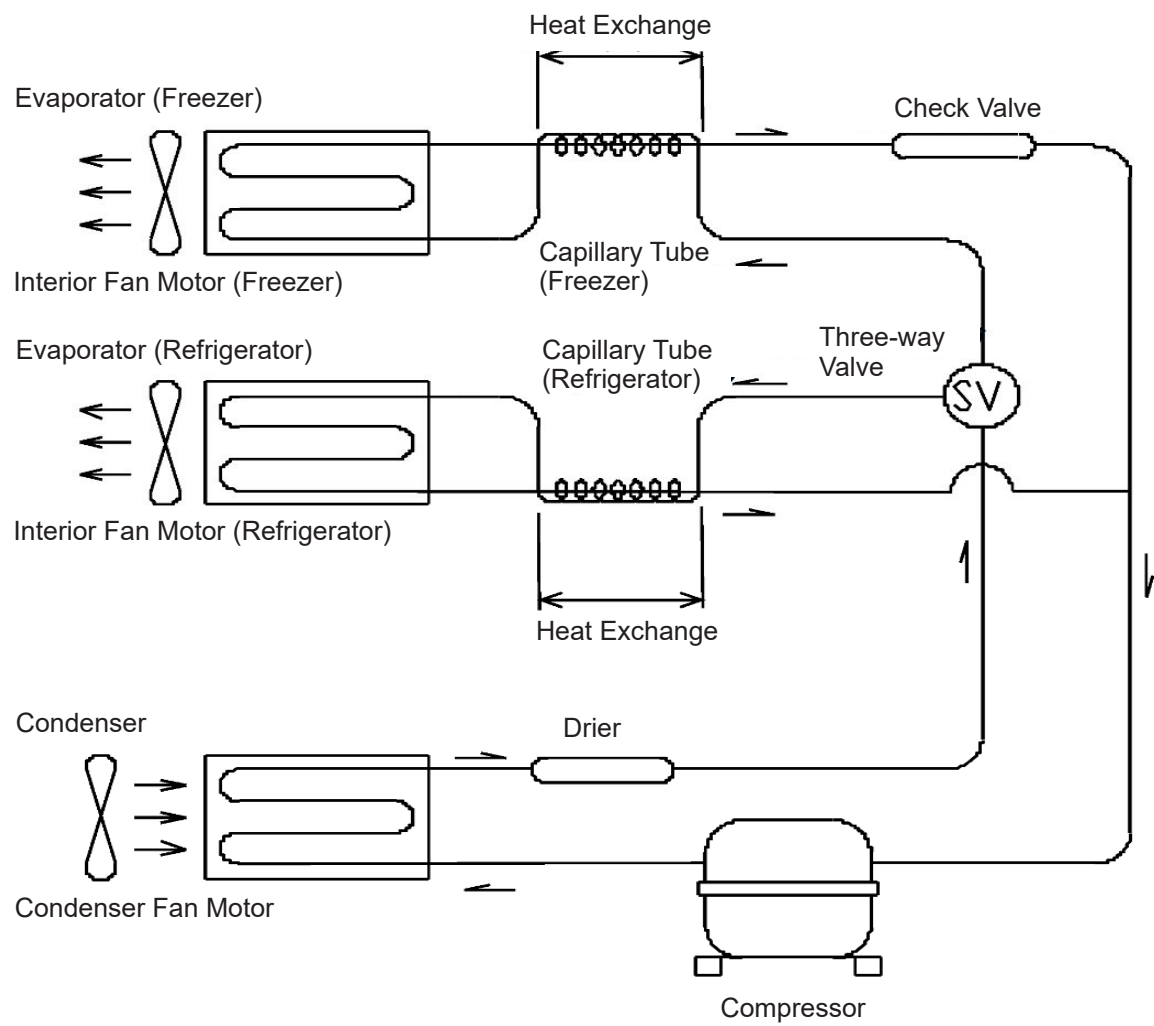 Heat Exchange
Evaporator (Freezer)
Check Valve
Capillary Tube
(Freezer)
Interior Fan Motor (Freezer)
Three-way
Valve
Evaporator (Refrigerator)
Capillary Tube
(Refrigerator)
SV
Interior Fan Motor (Refrigerator)
Heat Exchange
Condenser
Drier
Condenser Fan Motor
Compressor